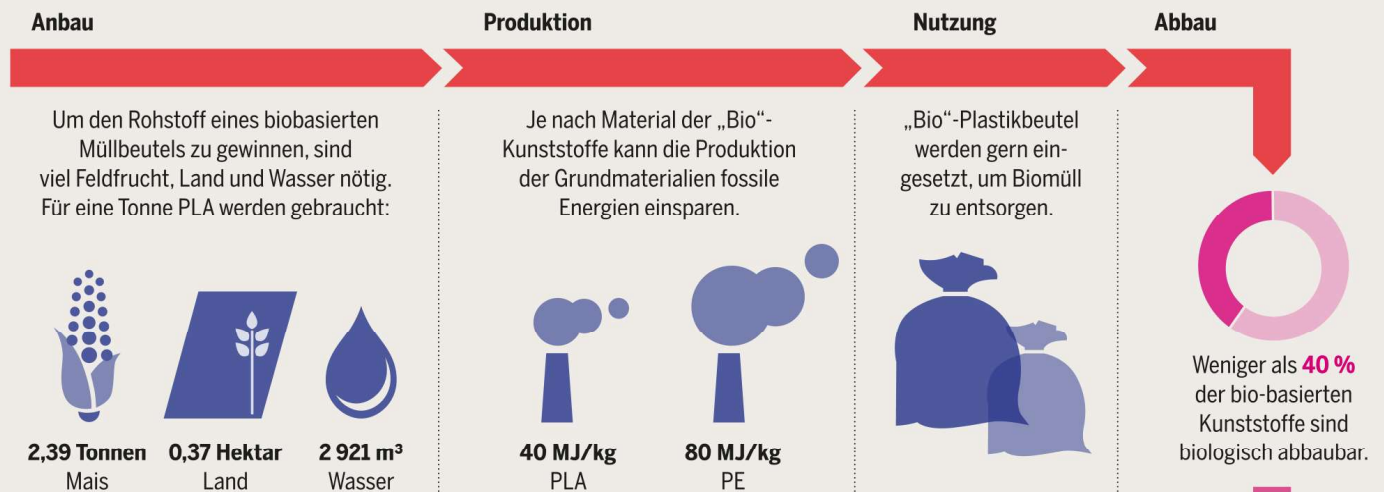 Anbau
Um den Rohstoff eines biobasierten
Müllbeutels zu gewinnen, sind
viel Feldfrucht, Land und Wasser nötig.
Für eine Tonne PLA werden gebraucht:
2,39 Tonnen
Mais
0,37 Hektar
Land
2 921 m³
Wasser
Produktion
Je nach Material der „Bio“-
Kunststoffe kann die Produktion
der Grundmaterialien fossile
Energien einsparen.
40 MJ/kg
PLA
80 MJ/kg
PE
Nutzung
„Bio“-Plastikbeutel
werden gern ein-
gesetzt, um Biomüll
zu entsorgen.
Abbau
Weniger als 40 %
der bio-basierten
Kunststoffe sind
biologisch abbaubar.